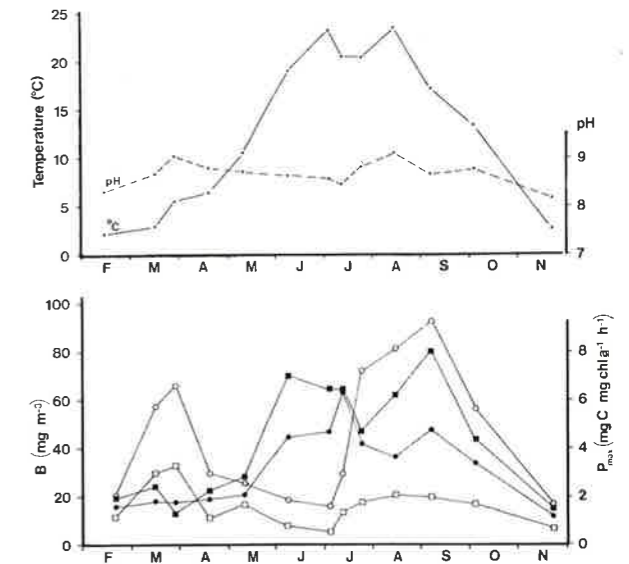 25
20
15
10
5
0
Temperature (°C)
pH
°C
pH
9
8
7
F M A M J J A S O N
100
80
60
40
20
0
B (mg m⁻³)
8
6
4
2
0
Pmax (mg C mg chl a⁻¹ h⁻¹)
F M A M J J A S O N